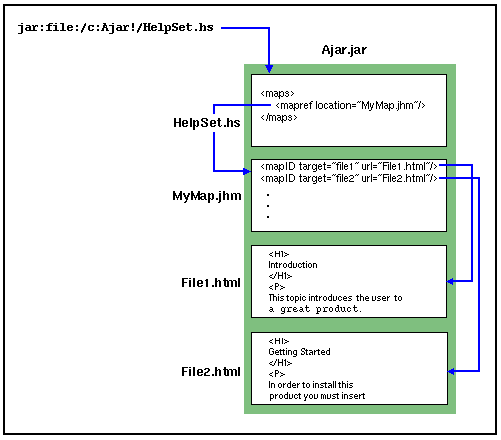 jar:file:/c:Ajar!/HelpSet.hs
Ajar.jar
<maps>
<mapref location="MyMap.jhm"/>
</maps>
HelpSet.hs
<mapID target="file1" url="File1.html"/>
<mapID target="file2" url="File2.html"/>
.
.
.
MyMap.jhm
<H1>
Introduction
</H1>
<P>
This topic introduces the user to
a great product.
File1.html
<H1>
Getting Started
</H1>
<P>
In order to install this
product you must insert
File2.html